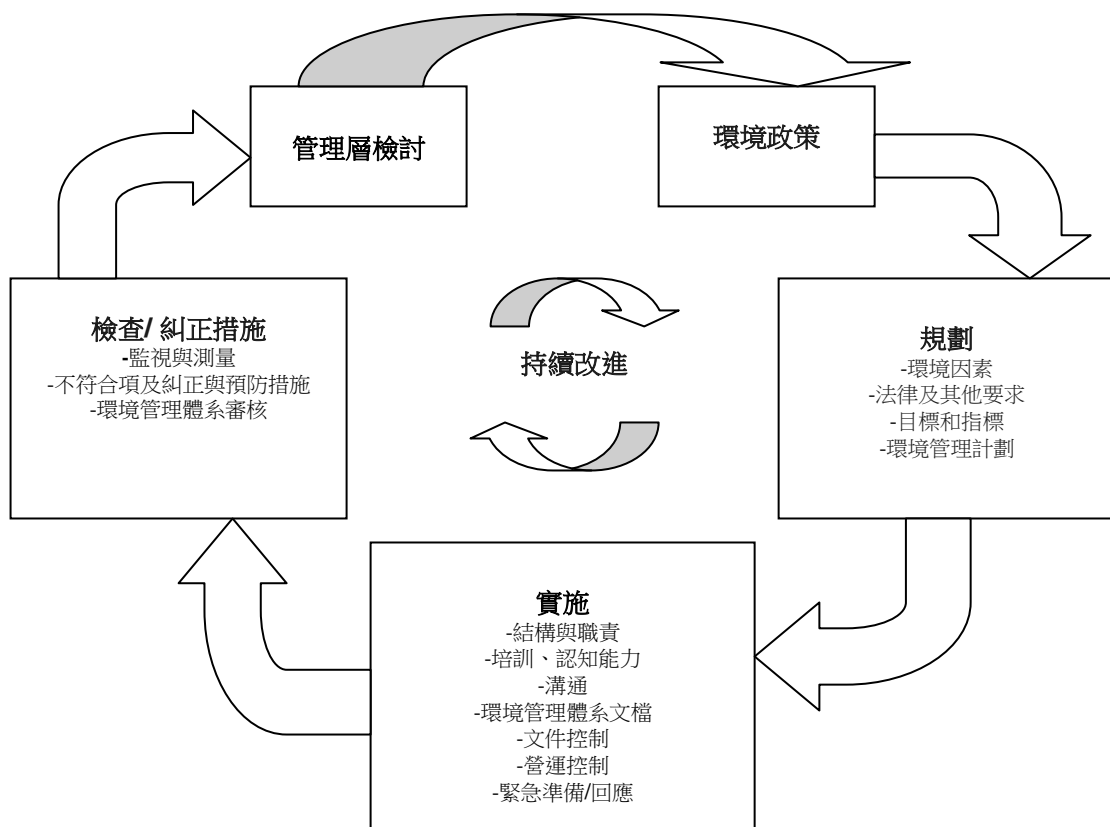 管理層檢討
環境政策
檢查/ 糾正措施
-監視與測量
-不符合項及糾正與預防措施
-環境管理體系審核
持續改進
規劃
-環境因素
-法律及其他要求
-目標和指標
-環境管理計劃
實施
-結構與職責
-培訓、認知能力
-溝通
-環境管理體系文檔
-文件控制
-營運控制
-緊急準備/回應